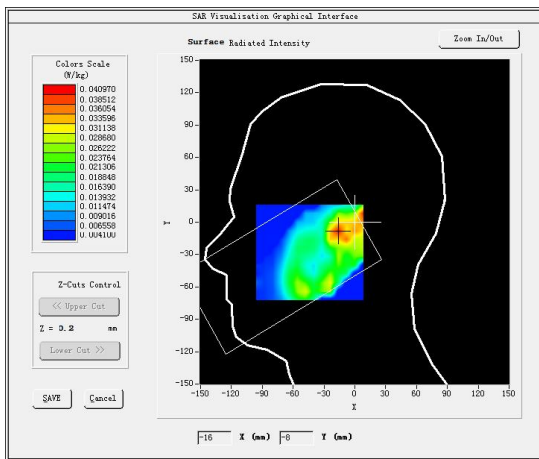 SAR Visualisation Graphical Interface
Surface Radiated Intensity
Zoom In/Out
Colors Scale
(W/kg)
0.040970
0.038512
0.036054
0.033596
0.031138
0.028680
0.026222
0.023764
0.021306
0.018848
0.016390
0.013932
0.011474
0.009016
0.006558
0.004100
Z-Cuts Control
<< Upper Cut
Z = 3.2 mm
Lower Cut >>
SAVE Cancel
150
120
90
60
30
0
-30
-60
-90
-120
-150
Y
-150 -120 -90 -60 -30 0 30 60 90 120 150
X
-16 X (mm) -8 Y (mm)